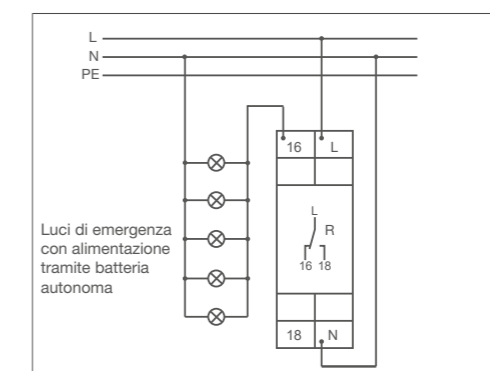 L
N
PE
16 L
L
R
16 18
Luci di emergenza
con alimentazione
tramite batteria
autonoma
18 N